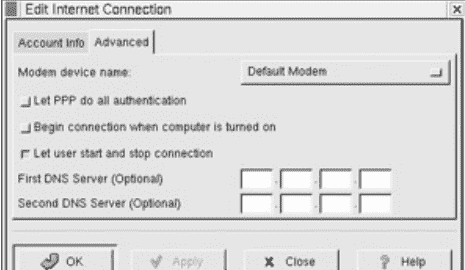 Edit Internet Connection
Account Info Advanced
Modem device name: Default Modem
Let PPP do all authentication
Begin connection when computer is turned on
Let user start and stop connection
First DNS Server (Optional)
Second DNS Server (Optional)
OK Apply Close Help